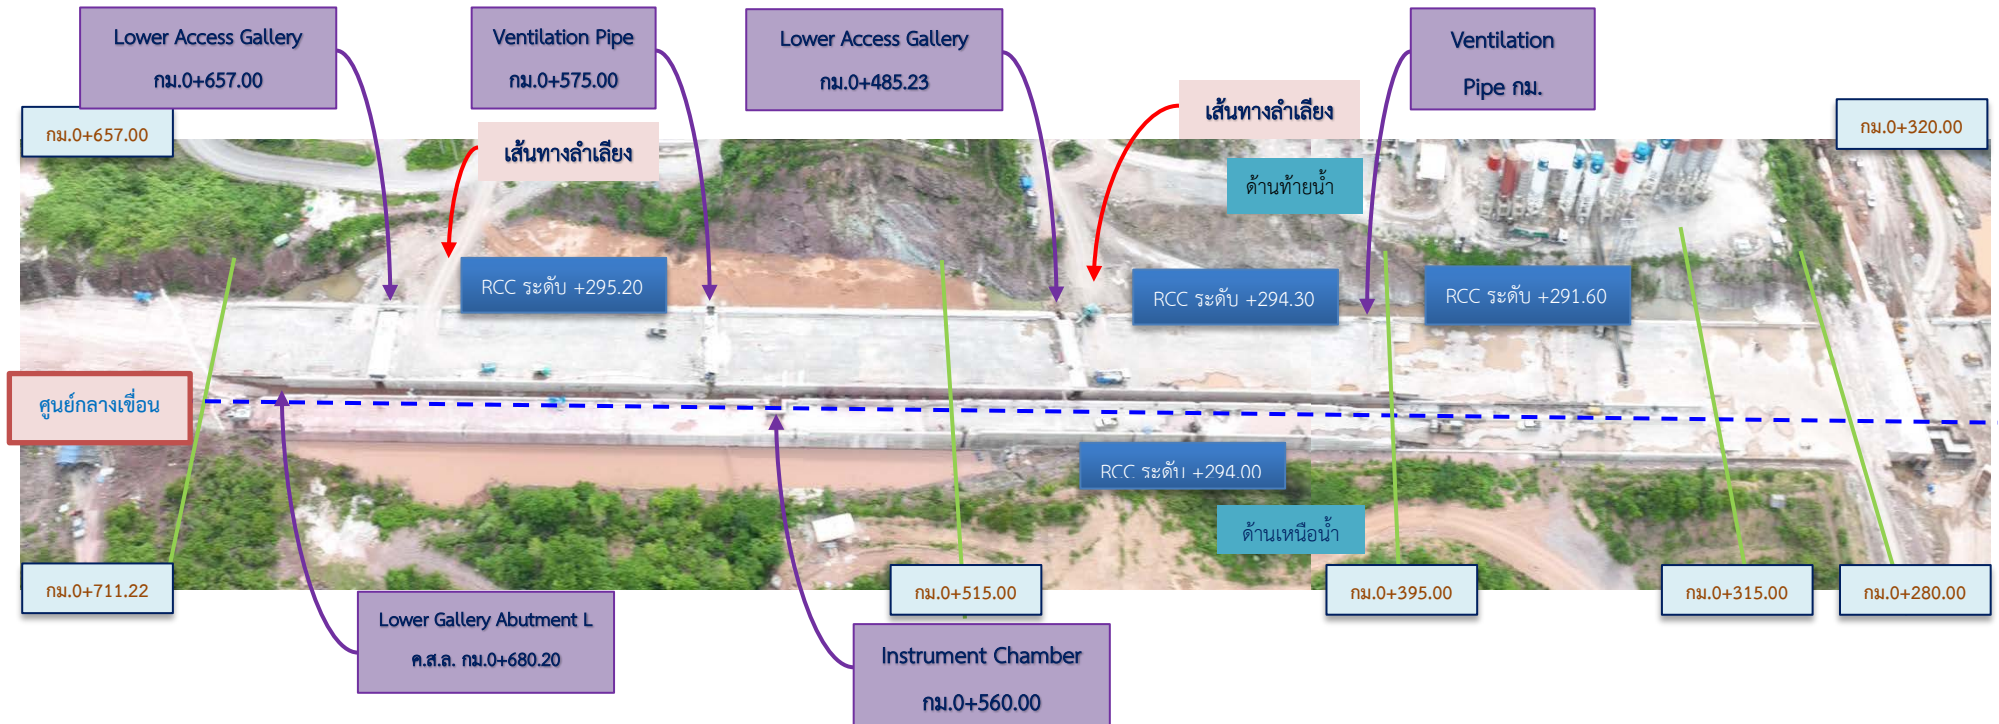 Lower Access Gallery
กม.0+657.00
Ventilation Pipe
กม.0+575.00
Lower Access Gallery
กม.0+485.23
Ventilation
Pipe กม.
กม.0+657.00
เส้นทางลำเลียง
เส้นทางลำเลียง
กม.0+320.00
ด้านท้ายน้ำ
RCC ระดับ +295.20
RCC ระดับ +294.30
RCC ระดับ +291.60
ศูนย์กลางเขื่อน
RCC ระดับ +294.00
ด้านเหนือน้ำ
กม.0+711.22
กม.0+515.00
กม.0+395.00
กม.0+315.00
กม.0+280.00
Lower Gallery Abutment L
ค.ส.ล. กม.0+680.20
Instrument Chamber
กม.0+560.00